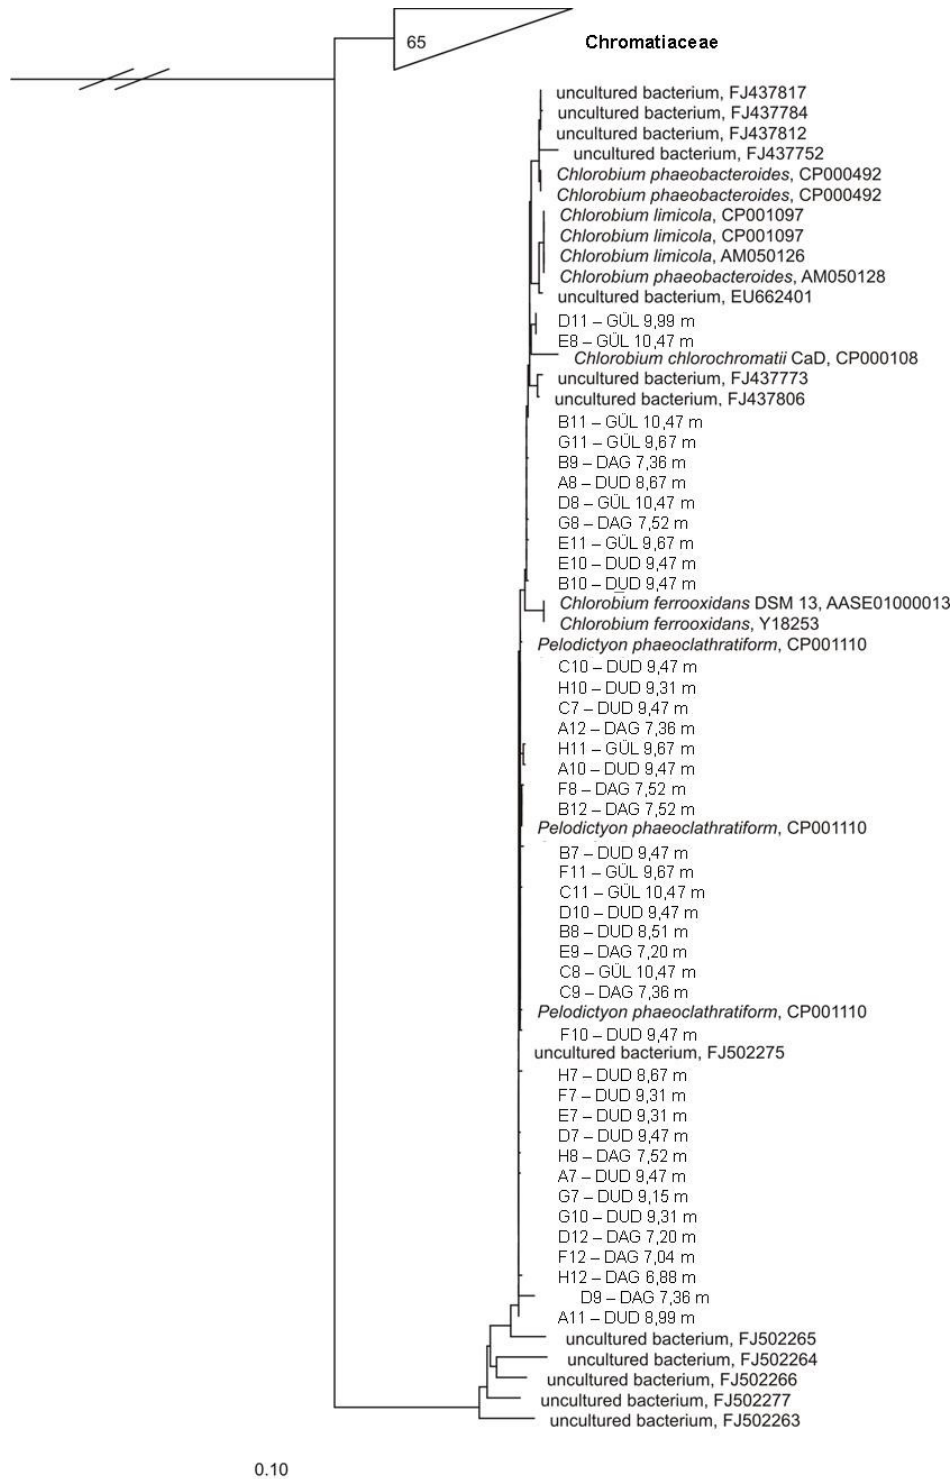 65
Chromatiaceae
uncultured bacterium, FJ437817
uncultured bacterium, FJ437784
uncultured bacterium, FJ437812
uncultured bacterium, FJ437752
Chlorobium phaeobacteroides, CP000492
Chlorobium phaeobacteroides, CP000492
Chlorobium limicola, CP001097
Chlorobium limicola, CP001097
Chlorobium limicola, AM050126
Chlorobium phaeobacteroides, AM050128
uncultured bacterium, EU662401
D11 – GÜL 9,99 m
E8 – GÜL 10,47 m
Chlorobium chlorochromatii CaD, CP000108
uncultured bacterium, FJ437773
uncultured bacterium, FJ437806
B11 – GÜL 10,47 m
G11 – GÜL 9,67 m
B9 – DAG 7,36 m
A8 – DUD 8,67 m
D8 – GÜL 10,47 m
G8 – DAG 7,52 m
E11 – GÜL 9,67 m
E10 – DUD 9,47 m
B10 – DUD 9,47 m
Chlorobium ferrooxidans DSM 13, AASE01000013
Chlorobium ferrooxidans, Y18253
Pelodictyon phaeoclathratiform, CP001110
C10 – DUD 9,47 m
H10 – DUD 9,31 m
C7 – DUD 9,47 m
A12 – DAG 7,36 m
H11 – GÜL 9,67 m
A10 – DUD 9,47 m
F8 – DAG 7,52 m
B12 – DAG 7,52 m
Pelodictyon phaeoclathratiform, CP001110
B7 – DUD 9,47 m
F11 – GÜL 9,67 m
C11 – GÜL 10,47 m
D10 – DUD 9,47 m
B8 – DUD 8,51 m
E9 – DAG 7,20 m
C8 – GÜL 10,47 m
C9 – DAG 7,36 m
Pelodictyon phaeoclathratiform, CP001110
F10 – DUD 9,47 m
uncultured bacterium, FJ502275
H7 – DUD 8,67 m
F7 – DUD 9,31 m
E7 – DUD 9,31 m
D7 – DUD 9,47 m
H8 – DAG 7,52 m
A7 – DUD 9,47 m
G7 – DUD 9,15 m
G10 – DUD 9,31 m
D12 – DAG 7,20 m
F12 – DAG 7,04 m
H12 – DAG 6,88 m
D9 – DAG 7,36 m
A11 – DUD 8,99 m
uncultured bacterium, FJ502265
uncultured bacterium, FJ502264
uncultured bacterium, FJ502266
uncultured bacterium, FJ502277
uncultured bacterium, FJ502263
0.10